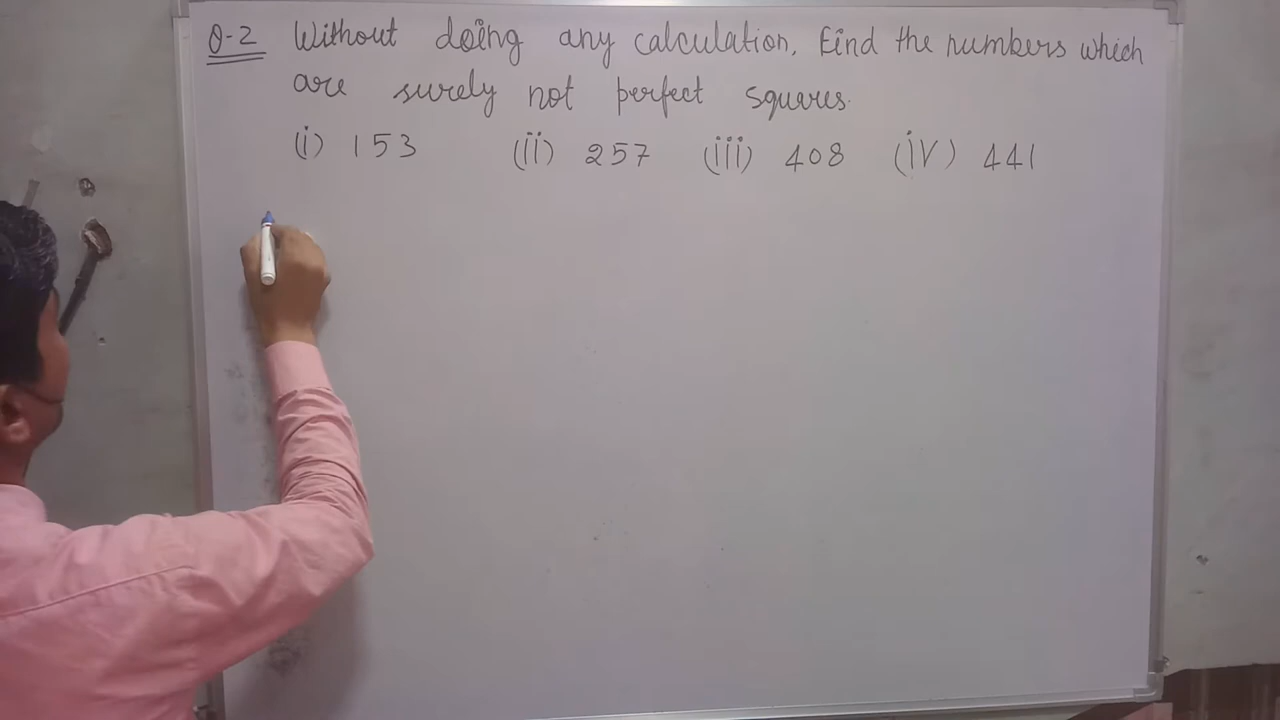 Q-2 Without doing any calculation, Find the numbers which
are surely not perfect squares.
(i) 153 (ii) 257 (iii) 408 (iv) 441